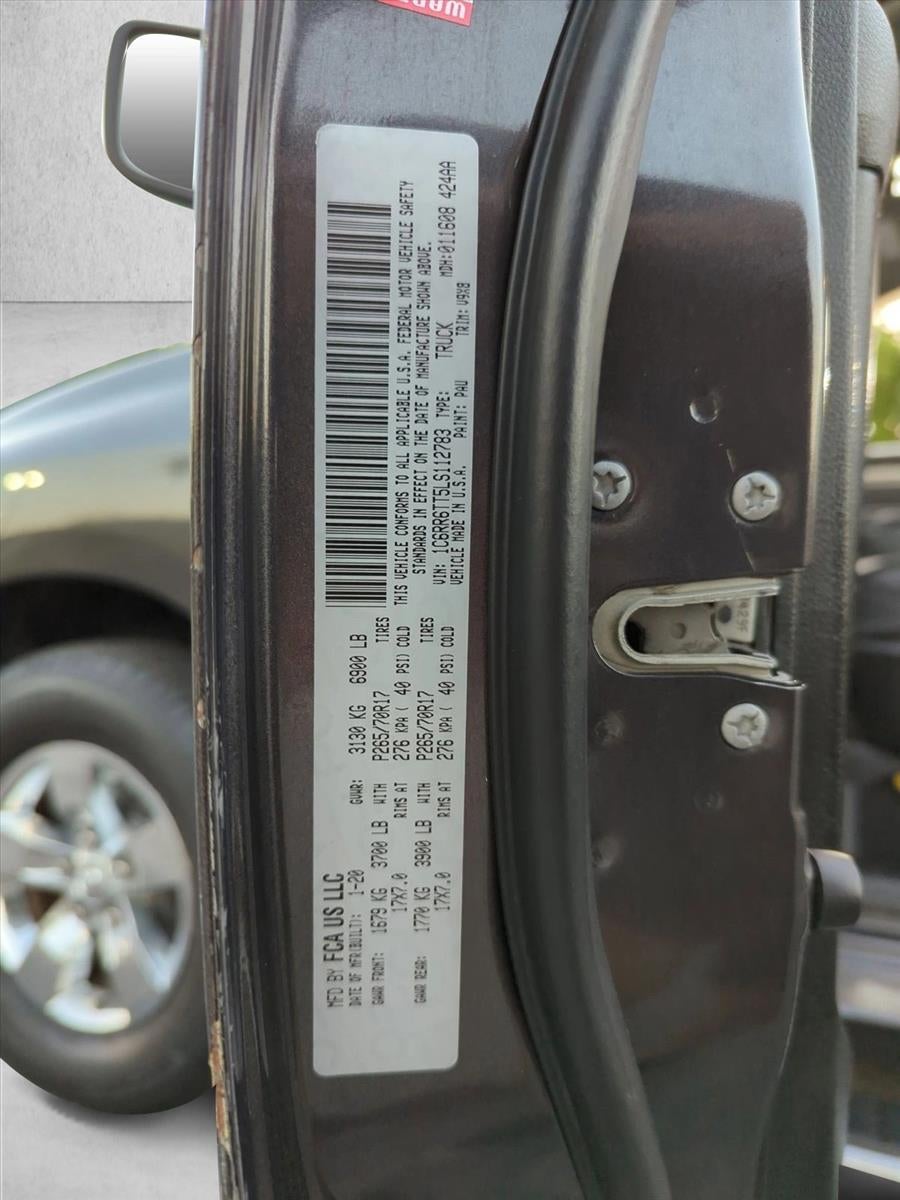 MFD BY FCA US LLC
DATE OF MFR(BUILT): 1-20 GVWR: 3130 KG 6900 LB
GAWR FRONT: 1679 KG 3700 LB WITH P265/70R17 TIRES
17X7.0 RIMS AT 276 KPA ( 40 PSI) COLD
GAWR REAR: 1770 KG 3900 LB WITH P265/70R17 TIRES
17X7.0 RIMS AT 276 KPA ( 40 PSI) COLD
THIS VEHICLE CONFORMS TO ALL APPLICABLE U.S.A. FEDERAL MOTOR VEHICLE SAFETY
STANDARDS IN EFFECT ON THE DATE OF MANUFACTURE SHOWN ABOVE.
VIN: 1C6RR6TT5LS112783 TYPE: TRUCK MDH:011608 424AA
VEHICLE MADE IN U.S.A. PAINT: PAU TRIM: V9X8